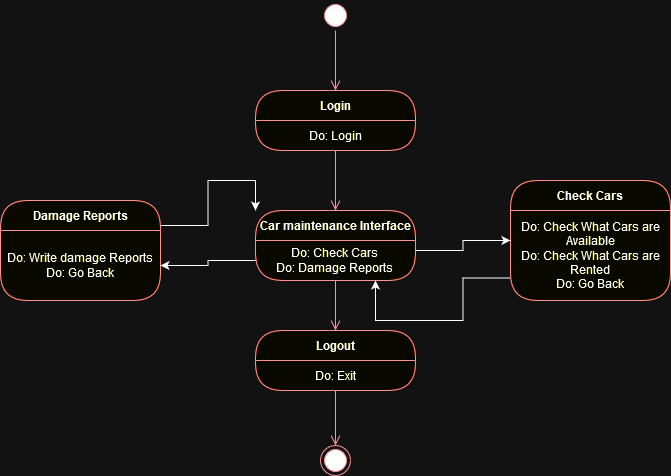 Login
Do: Login
Damage Reports
Do: Write damage Reports
Do: Go Back
Car maintenance Interface
Do: Check Cars
Do: Damage Reports
Check Cars
Do: Check What Cars are
Available
Do: Check What Cars are
Rented
Do: Go Back
Logout
Do: Exit